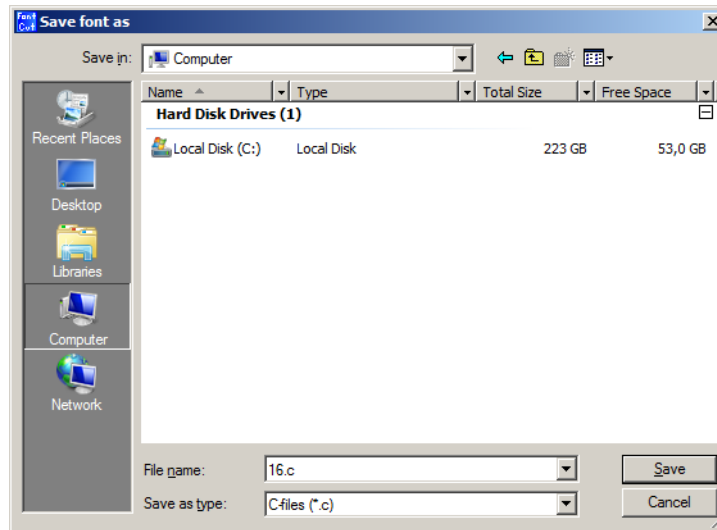 Font Cvt Save font as
Save in: Computer
Name Type Total Size Free Space
Hard Disk Drives (1)
Local Disk (C:) Local Disk 223 GB 53,0 GB
Recent Places
Desktop
Libraries
Computer
Network
File name: 16.c Save
Save as type: C-files (*.c) Cancel